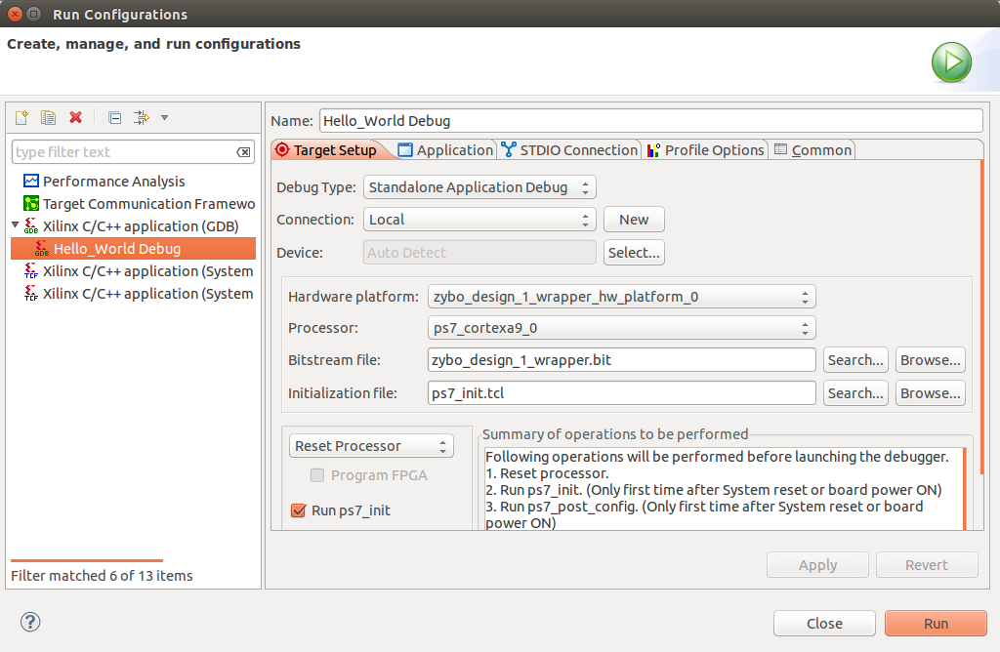 Run Configurations
Create, manage, and run configurations
type filter text
Performance Analysis
Target Communication Framewo
Xilinx C/C++ application (GDB)
GDB
Hello_World Debug
GDB
Xilinx C/C++ application (System
TCF
Xilinx C/C++ application (System
TCF
Filter matched 6 of 13 items
Name: Hello_World Debug
Target Setup Application STDIO Connection Profile Options Common
Debug Type: Standalone Application Debug
Connection: Local New
Device: Auto Detect Select...
Hardware platform: zybo_design_1_wrapper_hw_platform_0
Processor: ps7_cortexa9_0
Bitstream file: zybo_design_1_wrapper.bit Search... Browse...
Initialization file: ps7_init.tcl Search... Browse...
Reset Processor
Program FPGA
Run ps7_init
Summary of operations to be performed
Following operations will be performed before launching the debugger.
1. Reset processor.
2. Run ps7_init. (Only first time after System reset or board power ON)
3. Run ps7_post_config. (Only first time after System reset or board
power ON)
Apply Revert
? Close Run